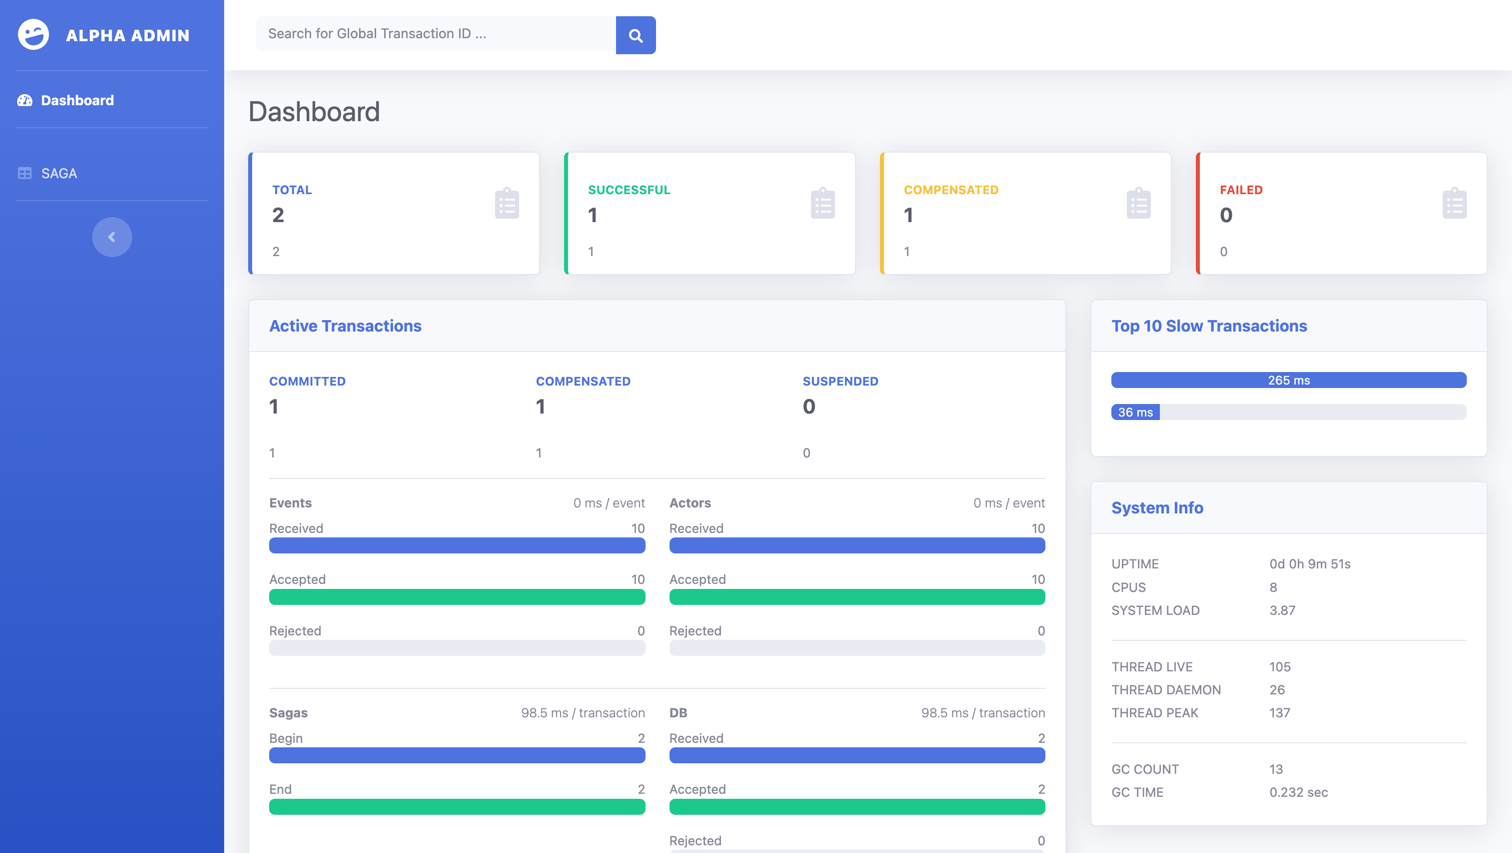 ALPHA ADMIN
Search for Global Transaction ID ...
Dashboard
SAGA
Dashboard
TOTAL
2
2
SUCCESSFUL
1
1
COMPENSATED
1
1
FAILED
0
0
Active Transactions
COMMITTED
1
1
COMPENSATED
1
1
SUSPENDED
0
0
Events 0 ms / event
Received 10
Accepted 10
Rejected 0
Actors 0 ms / event
Received 10
Accepted 10
Rejected 0
Sagas 98.5 ms / transaction
Begin 2
End 2
DB 98.5 ms / transaction
Received 2
Accepted 2
Rejected 0
Top 10 Slow Transactions
265 ms
36 ms
System Info
UPTIME 0d 0h 9m 51s
CPUS 8
SYSTEM LOAD 3.87
THREAD LIVE 105
THREAD DAEMON 26
THREAD PEAK 137
GC COUNT 13
GC TIME 0.232 sec